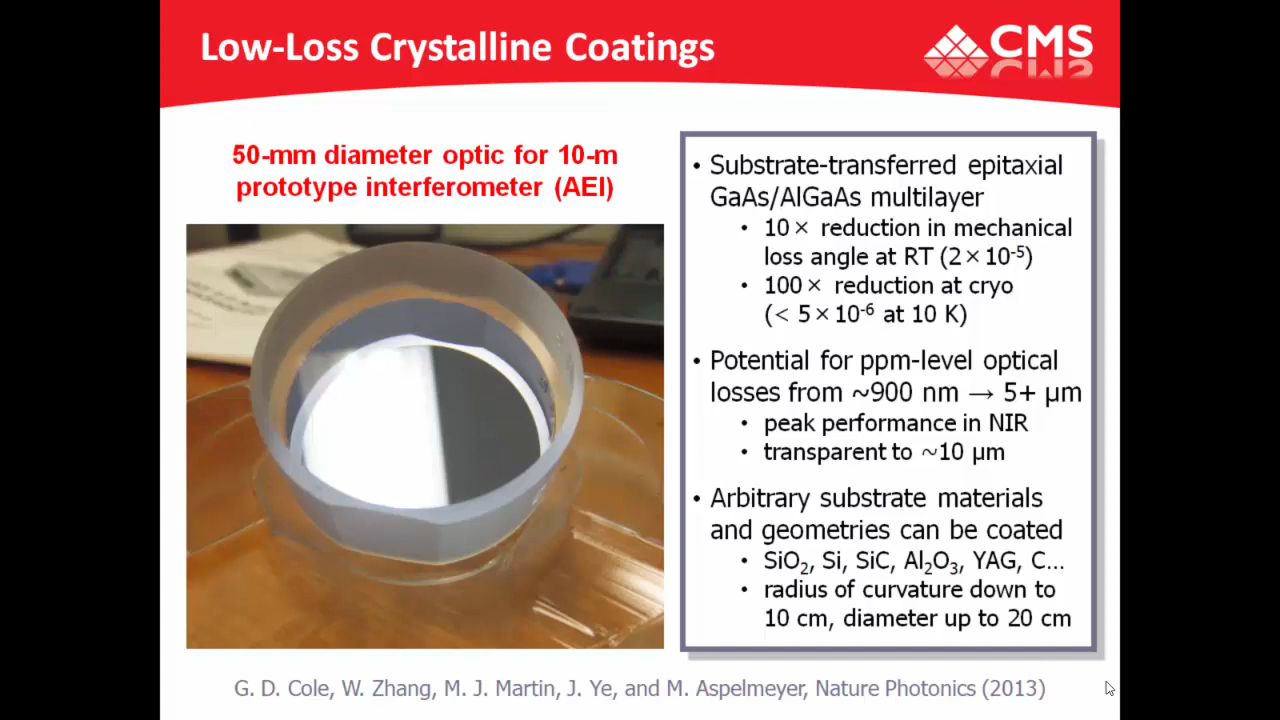 Low-Loss Crystalline Coatings
CMS
50-mm diameter optic for 10-m
prototype interferometer (AEI)
• Substrate-transferred epitaxial
GaAs/AlGaAs multilayer
• 10× reduction in mechanical
loss angle at RT (2×10⁻⁵)
• 100× reduction at cryo
(< 5×10⁻⁶ at 10 K)
• Potential for ppm-level optical
losses from ~900 nm → 5+ µm
• peak performance in NIR
• transparent to ~10 µm
• Arbitrary substrate materials
and geometries can be coated
• SiO₂, Si, SiC, Al₂O₃, YAG, C...
• radius of curvature down to
10 cm, diameter up to 20 cm
G. D. Cole, W. Zhang, M. J. Martin, J. Ye, and M. Aspelmeyer, Nature Photonics (2013)